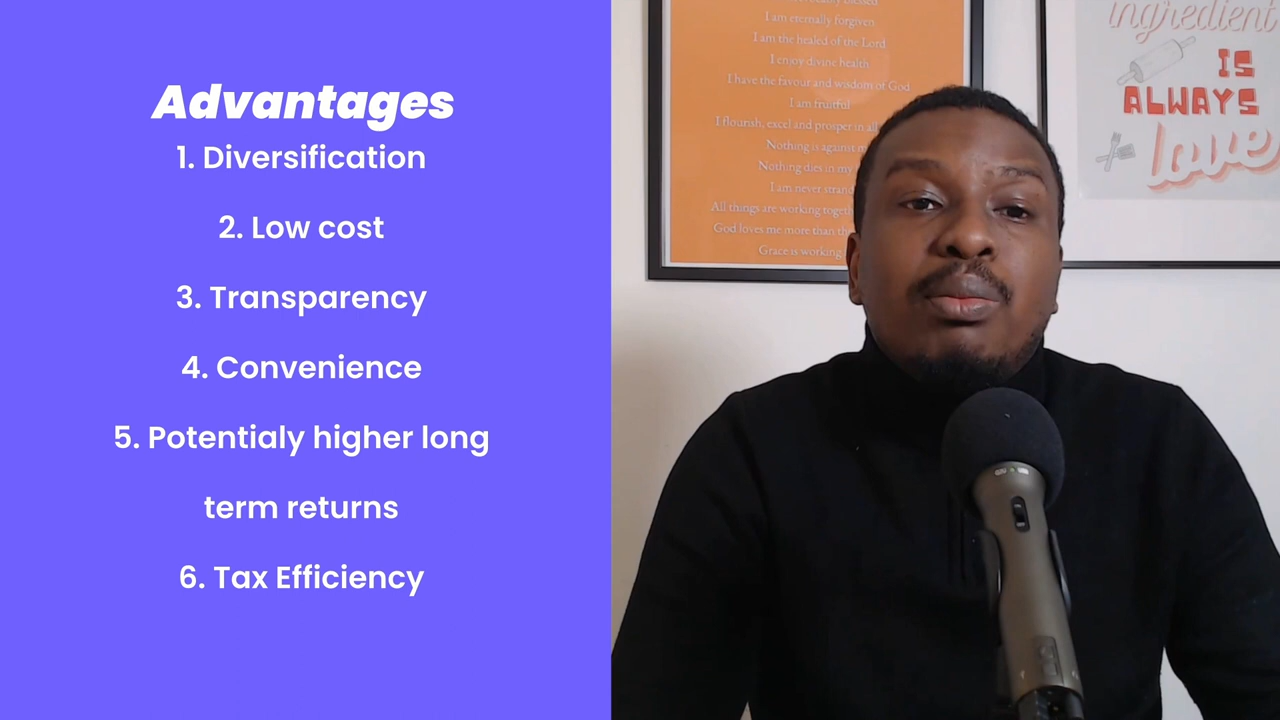 Advantages
1. Diversification
2. Low cost
3. Transparency
4. Convenience
5. Potentialy higher long
term returns
6. Tax Efficiency
blessed
I am eternally forgiven
I am the healed of the Lord
I enjoy divine health
I have the favour and wisdom of God
I am fruitful
I flourish, excel and prosper in all
Nothing is against
Nothing dies in my
I am never
All things are working
God loves me more than
Grace is working
ingredient
IS
ALWAYS
love